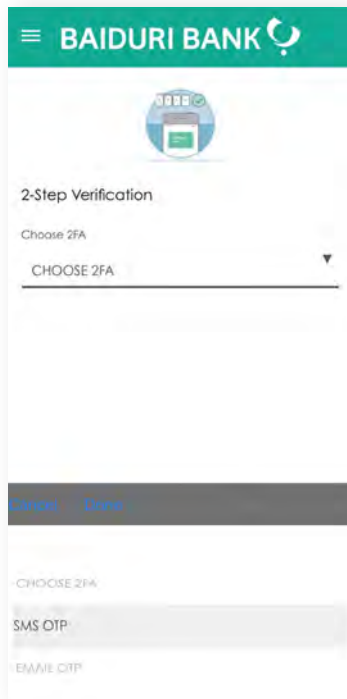 BAIDURI BANK
2-Step Verification
Choose 2FA
CHOOSE 2FA
Cancel Done
CHOOSE 2FA
SMS OTP
EMAIL OTP